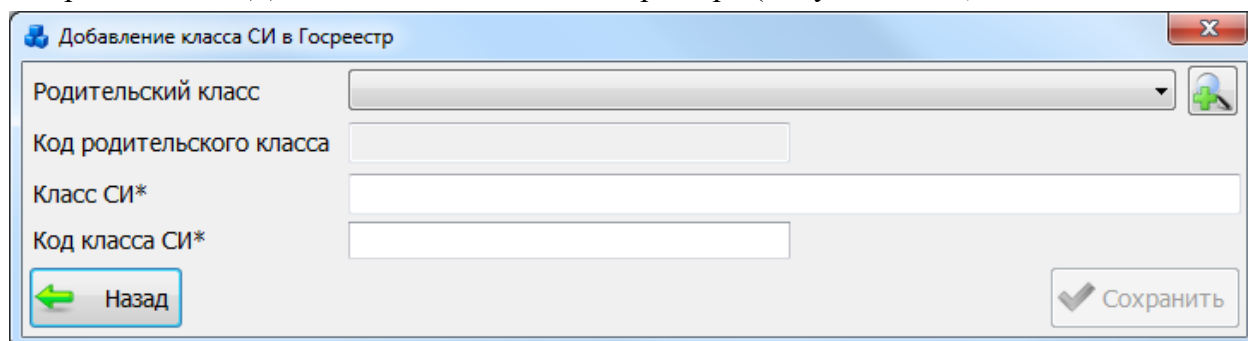 Добавление класса СИ в Госреестр
Родительский класс
Код родительского класса
Класс СИ*
Код класса СИ*
Назад
Сохранить